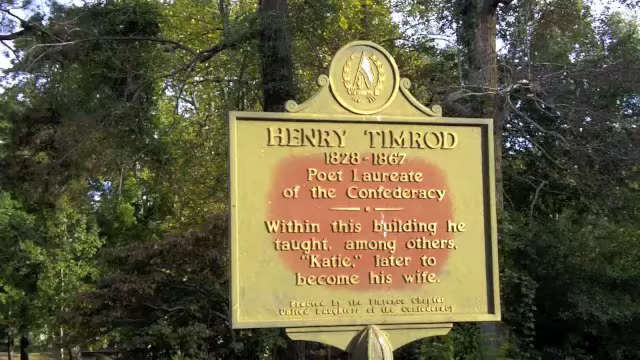 HENRY TIMROD
1828-1867
Poet Laureate
of the Confederacy
Within this building he
taught, among others,
"Katie," later to
become his wife.
Erected by the Florence Chapter
United Daughters of the Confederacy